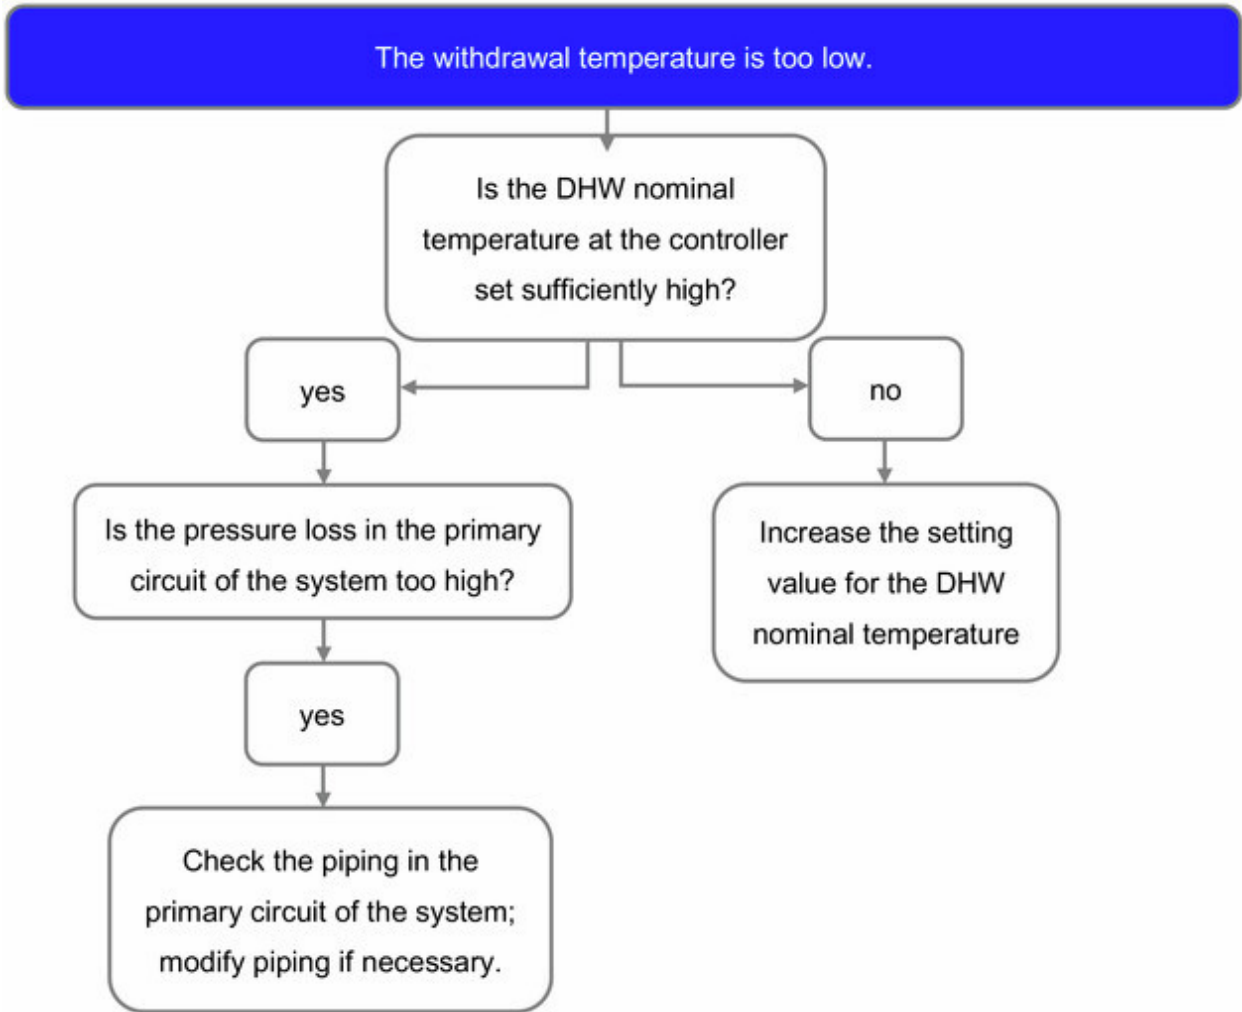 The withdrawal temperature is too low.
Is the DHW nominal
temperature at the controller
set sufficiently high?
yes
no
Is the pressure loss in the primary
circuit of the system too high?
Increase the setting
value for the DHW
nominal temperature
yes
Check the piping in the
primary circuit of the system;
modify piping if necessary.